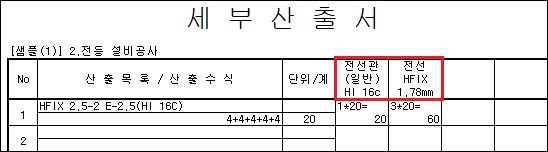 세 부 산 출 서
[샘플(1)] 2.전등 설비공사
No
산 출 목 록 / 산 출 수 식
단위/계
전선관
(일반)
HI 16c
전선
HFIX
1.78mm
1
HFIX 2.5-2 E-2.5(HI 16C)
4+4+4+4+4
20
1*20=
20
3*20=
60
2